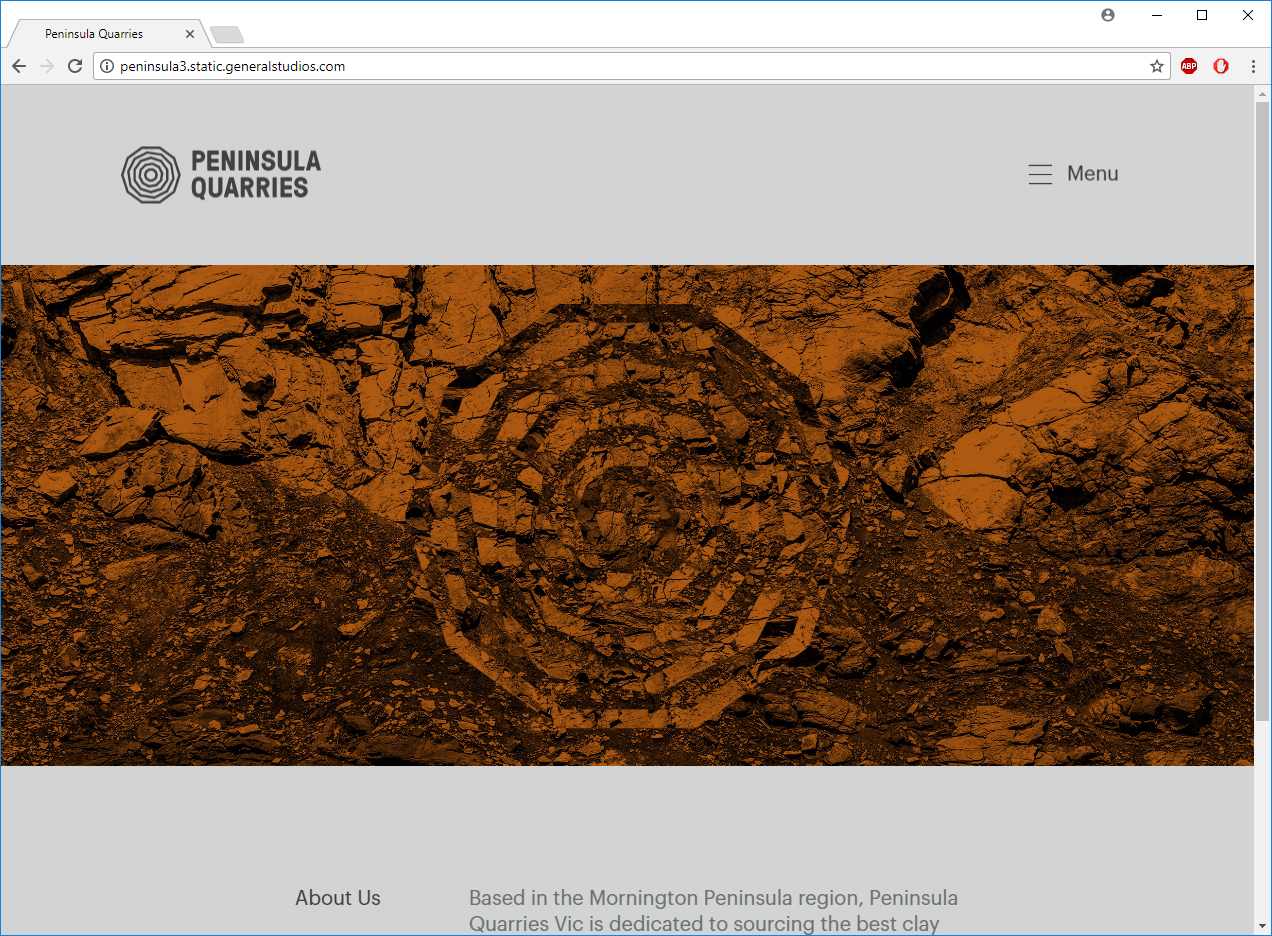 Peninsula Quarries
peninsula3.static.generalstudios.com
ABP
PENINSULA
QUARRIES
Menu
About Us
Based in the Mornington Peninsula region, Peninsula
Quarries Vic is dedicated to sourcing the best clay